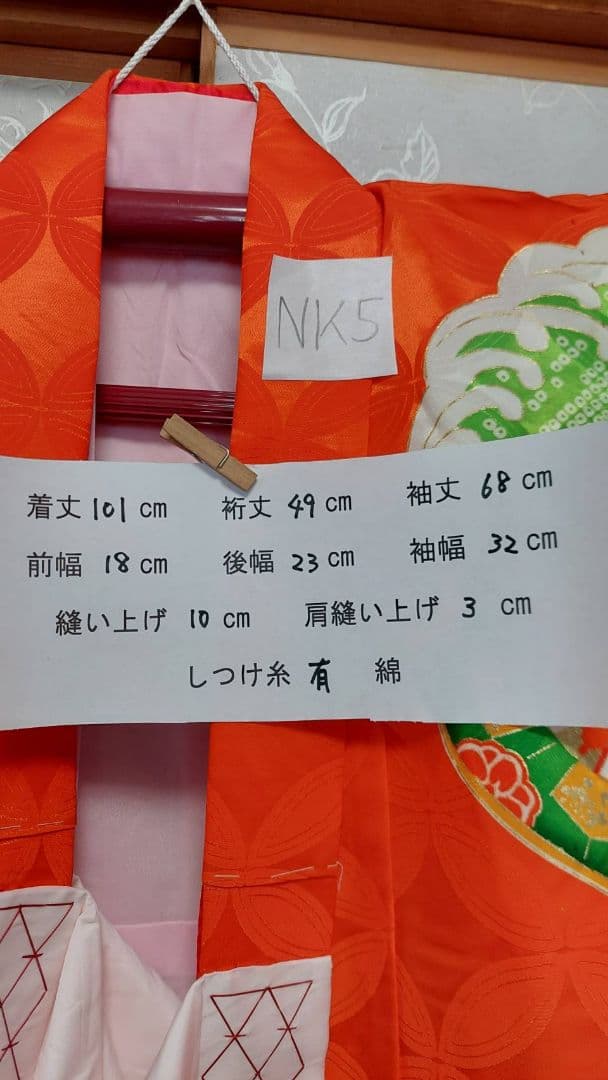 NK5
着丈 101 cm 裄丈 49 cm 袖丈 68 cm
前幅 18 cm 後幅 23 cm 袖幅 32 cm
縫い上げ 10 cm 肩縫い上げ 3 cm
しつけ糸 有 綿